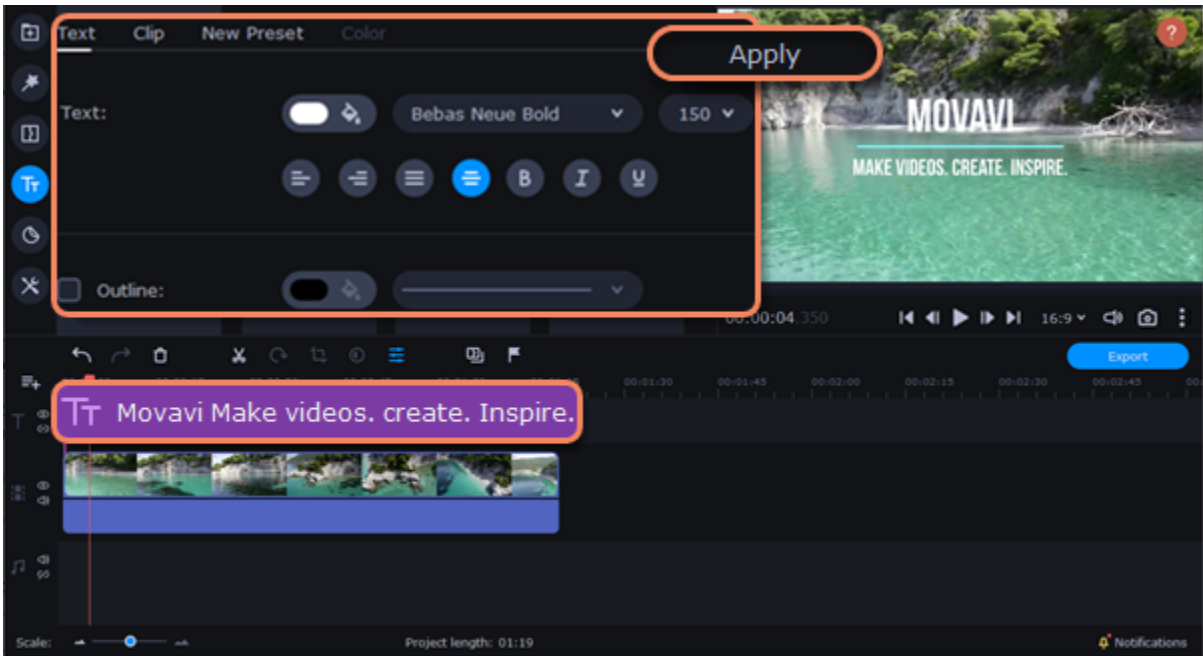 Text Clip New Preset Color
Apply
?
Text:
Bebas Neue Bold
150
B I U
Outline:
MOVAVI
MAKE VIDEOS. CREATE. INSPIRE.
00:00:04.350
16:9
Export
00:01:30 00:01:45 00:02:00 00:02:15 00:02:30 00:02:45
Tт Movavi Make videos. create. Inspire.
Scale:
Project length: 01:19
Notifications